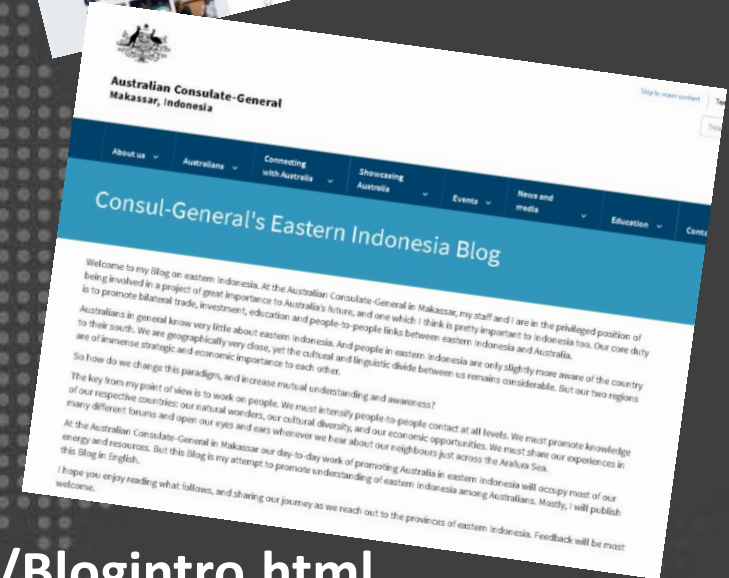 Australian Consulate-General
Makassar, Indonesia
Skip to main content
About us
Australians
Connecting
with Australia
Showcasing
Australia
Events
News and
media
Education
Consul-General's Eastern Indonesia Blog
Welcome to my Blog on eastern Indonesia. At the Australian Consulate-General in Makassar, my staff and I are in the privileged position of
being involved in a project of great importance to Australia's future, and one which I think is pretty important to Indonesia too. Our core duty
is to promote bilateral trade, investment, education and people-to-people links between eastern Indonesia and Australia.
Australians in general know very little about eastern Indonesia. And people in eastern Indonesia are only slightly more aware of the country
to their south. We are geographically very close, yet the cultural and linguistic divide between us remains considerable. But our two regions
are of immense strategic and economic importance to each other.
So how do we change this paradigm, and increase mutual understanding and awareness?
The key from my point of view is to work on people. We must intensify people-to-people contact at all levels. We must promote knowledge
of our respective countries: our natural wonders, our cultural diversity, and our economic opportunities. We must share our experiences in
many different forums and open our eyes and ears whenever we hear about our neighbours just across the Arafura Sea.
At the Australian Consulate-General in Makassar our day-to-day work of promoting Australia in eastern Indonesia will occupy most of our
energy and resources. But this Blog is my attempt to promote understanding of eastern Indonesia among Australians. Mostly, I will publish
this Blog in English.
I hope you enjoy reading what follows, and sharing our journey as we reach out to the provinces of eastern Indonesia. Feedback will be most
welcome.
/Blogintro.html